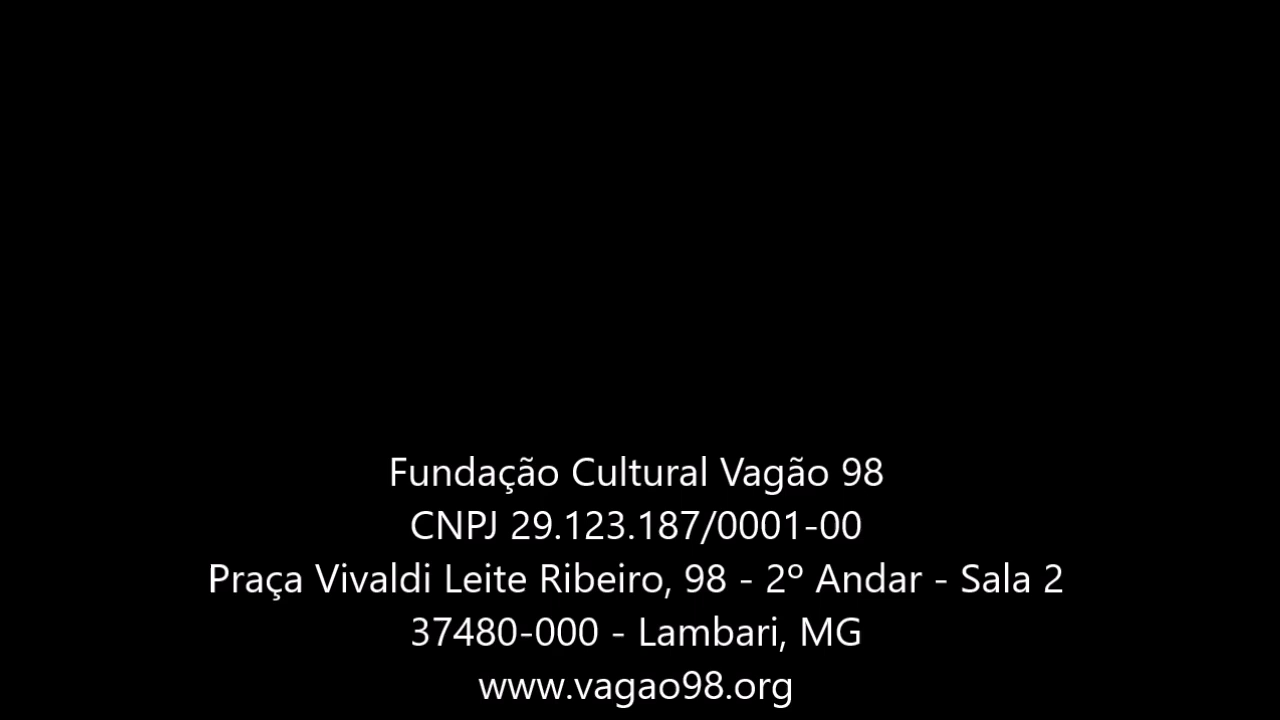 Fundação Cultural Vagão 98
CNPJ 29.123.187/0001-00
Praça Vivaldi Leite Ribeiro, 98 - 2º Andar - Sala 2
37480-000 - Lambari, MG
www.vagao98.org